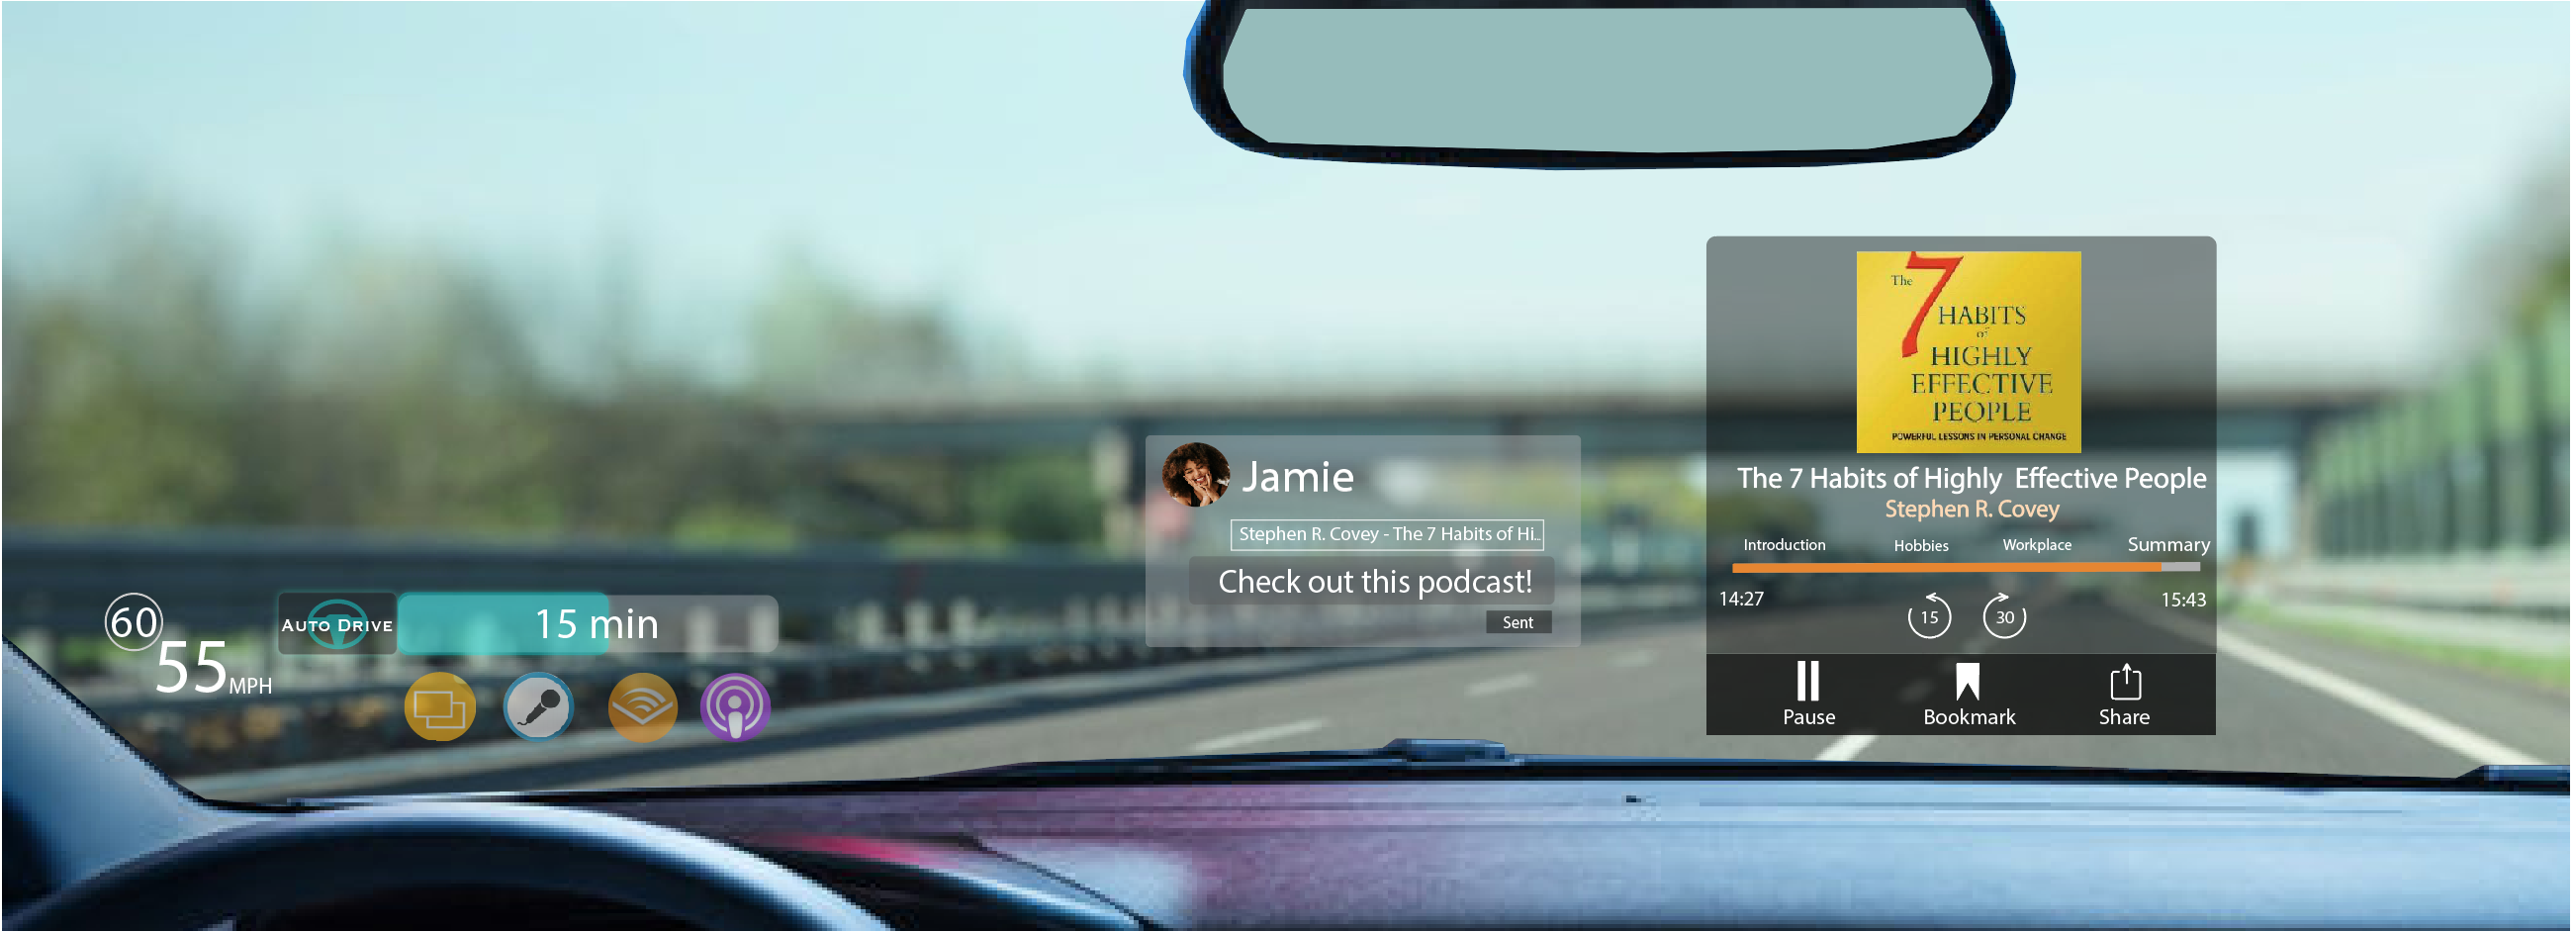 The 7
HABITS
of
HIGHLY
EFFECTIVE
PEOPLE
POWERFUL LESSONS IN PERSONAL CHANGE
The 7 Habits of Highly Effective People
Stephen R. Covey
Introduction Hobbies Workplace Summary
14:27 15:43
15 30
Pause Bookmark Share
Jamie
Stephen R. Covey - The 7 Habits of Hi...
Check out this podcast!
Sent
60
55 MPH
AUTO DRIVE
15 min